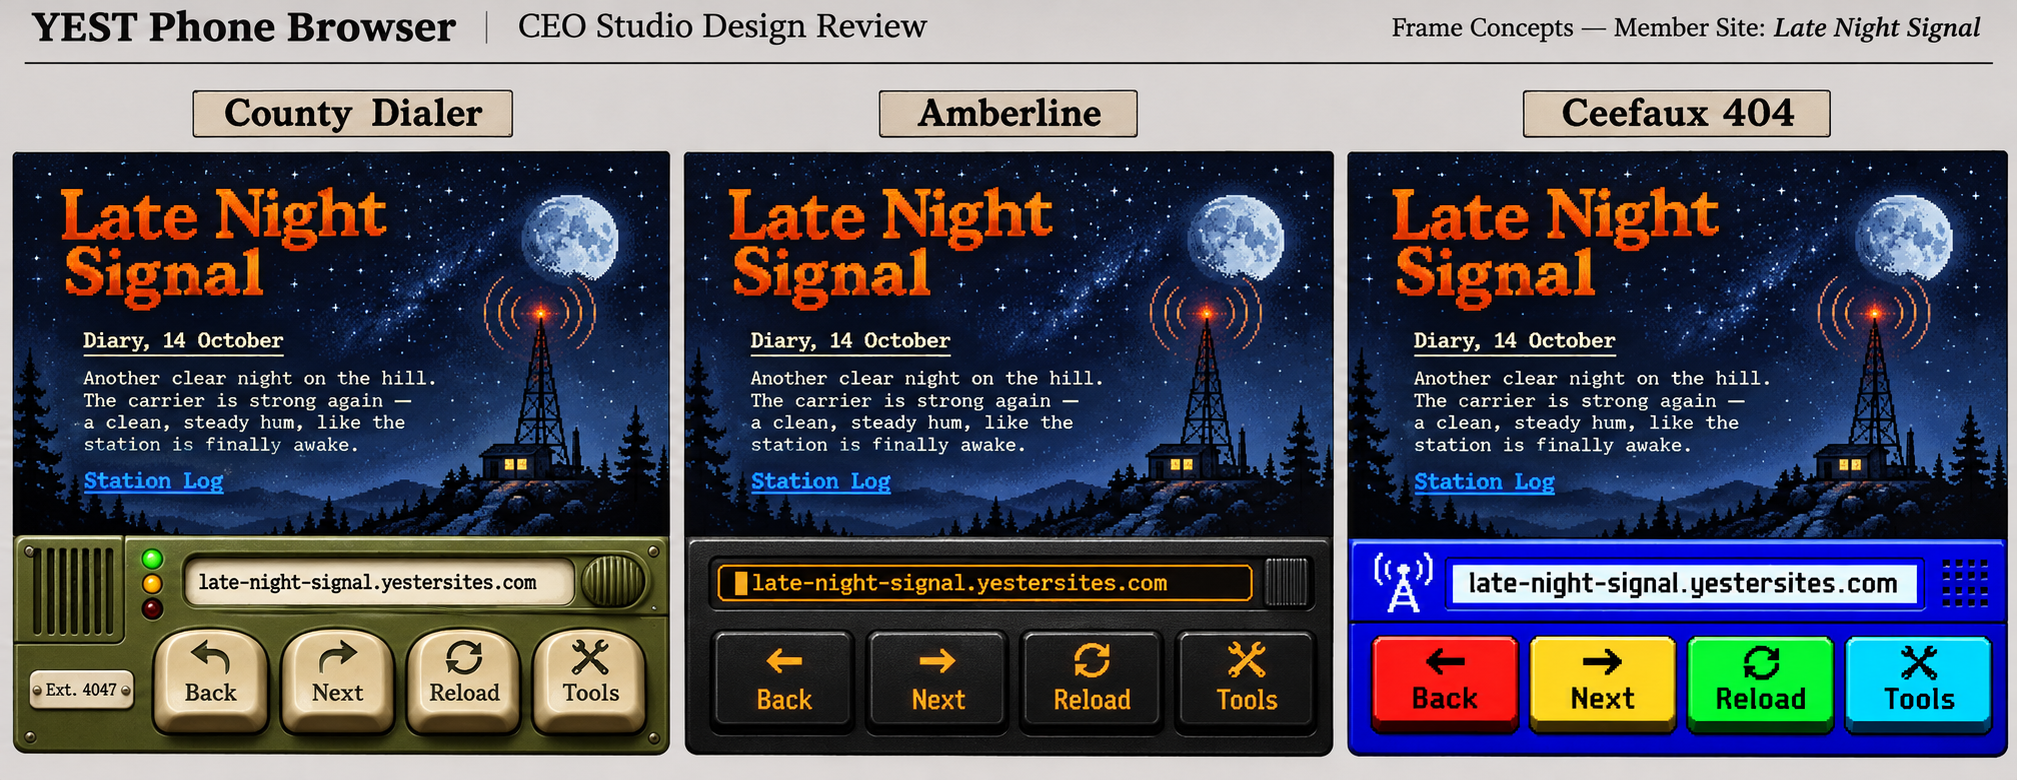 YEST Phone Browser | CEO Studio Design Review
Frame Concepts — Member Site: Late Night Signal
County Dialer
Late Night
Signal
Diary, 14 October
Another clear night on the hill.
The carrier is strong again —
a clean, steady hum, like the
station is finally awake.
Station Log
late-night-signal.yestersites.com
Ext. 4047
Back
Next
Reload
Tools
Amberline
Late Night
Signal
Diary, 14 October
Another clear night on the hill.
The carrier is strong again —
a clean, steady hum, like the
station is finally awake.
Station Log
late-night-signal.yestersites.com
Back
Next
Reload
Tools
Ceefaux 404
Late Night
Signal
Diary, 14 October
Another clear night on the hill.
The carrier is strong again —
a clean, steady hum, like the
station is finally awake.
Station Log
late-night-signal.yestersites.com
Back
Next
Reload
Tools